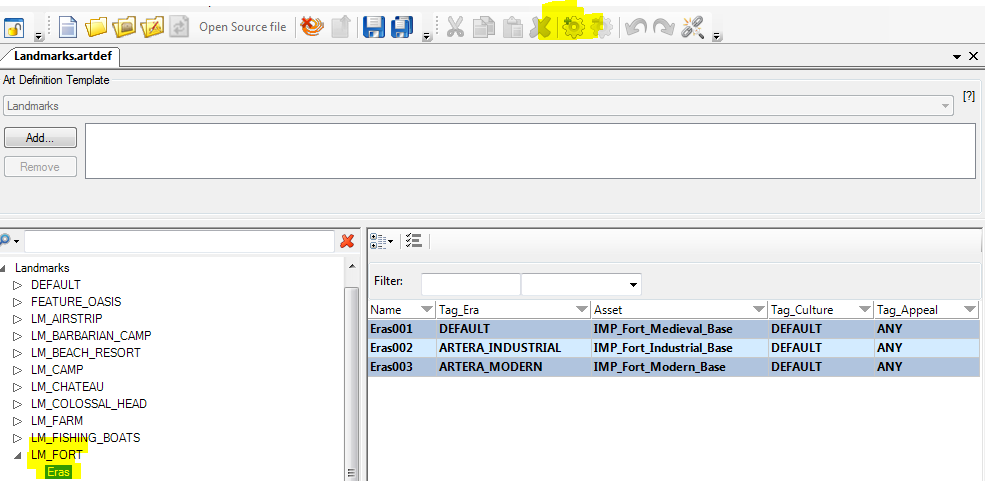 Open Source file
Landmarks.artdef
Art Definition Template
Landmarks
[?]
Add...
Remove
Landmarks
DEFAULT
FEATURE_OASIS
LM_AIRSTRIP
LM_BARBARIAN_CAMP
LM_BEACH_RESORT
LM_CAMP
LM_CHATEAU
LM_COLOSSAL_HEAD
LM_FARM
LM_FISHING_BOATS
LM_FORT
Eras
Filter:
Name Tag_Era Asset Tag_Culture Tag_Appeal
Eras001 DEFAULT IMP_Fort_Medieval_Base DEFAULT ANY
Eras002 ARTERA_INDUSTRIAL IMP_Fort_Industrial_Base DEFAULT ANY
Eras003 ARTERA_MODERN IMP_Fort_Modern_Base DEFAULT ANY